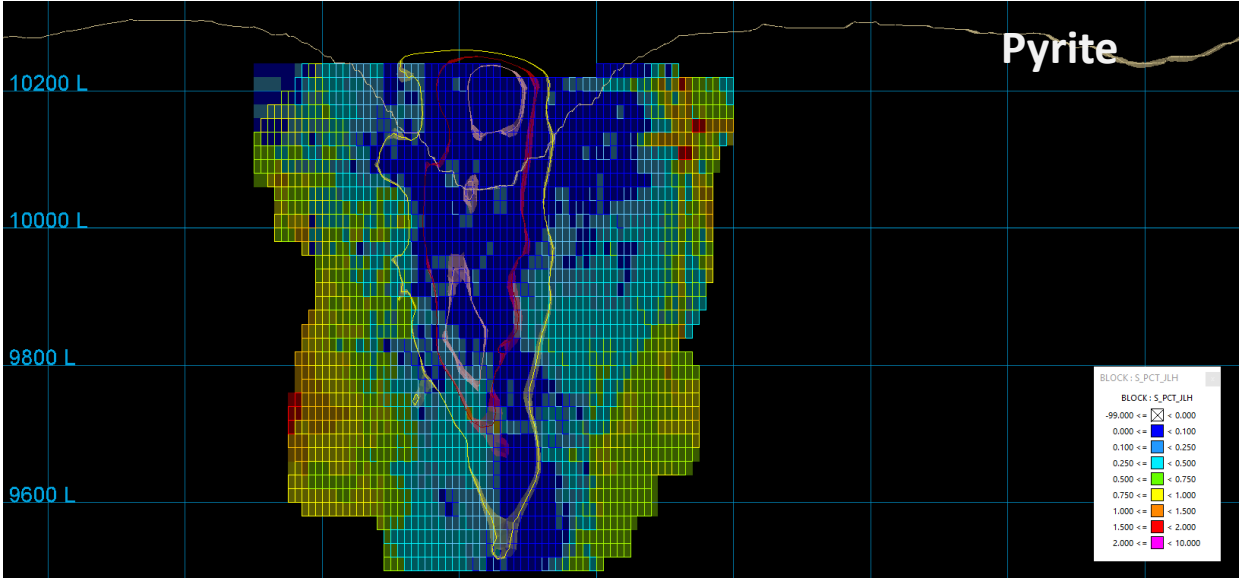 Pyrite
10200 L
10000 L
9800 L
9600 L
BLOCK : S_PCT_JLH
BLOCK : S_PCT_JLH
-99.000 <= < 0.000
0.000 <= < 0.100
0.100 <= < 0.250
0.250 <= < 0.500
0.500 <= < 0.750
0.750 <= < 1.000
1.000 <= < 1.500
1.500 <= < 2.000
2.000 <= < 10.000